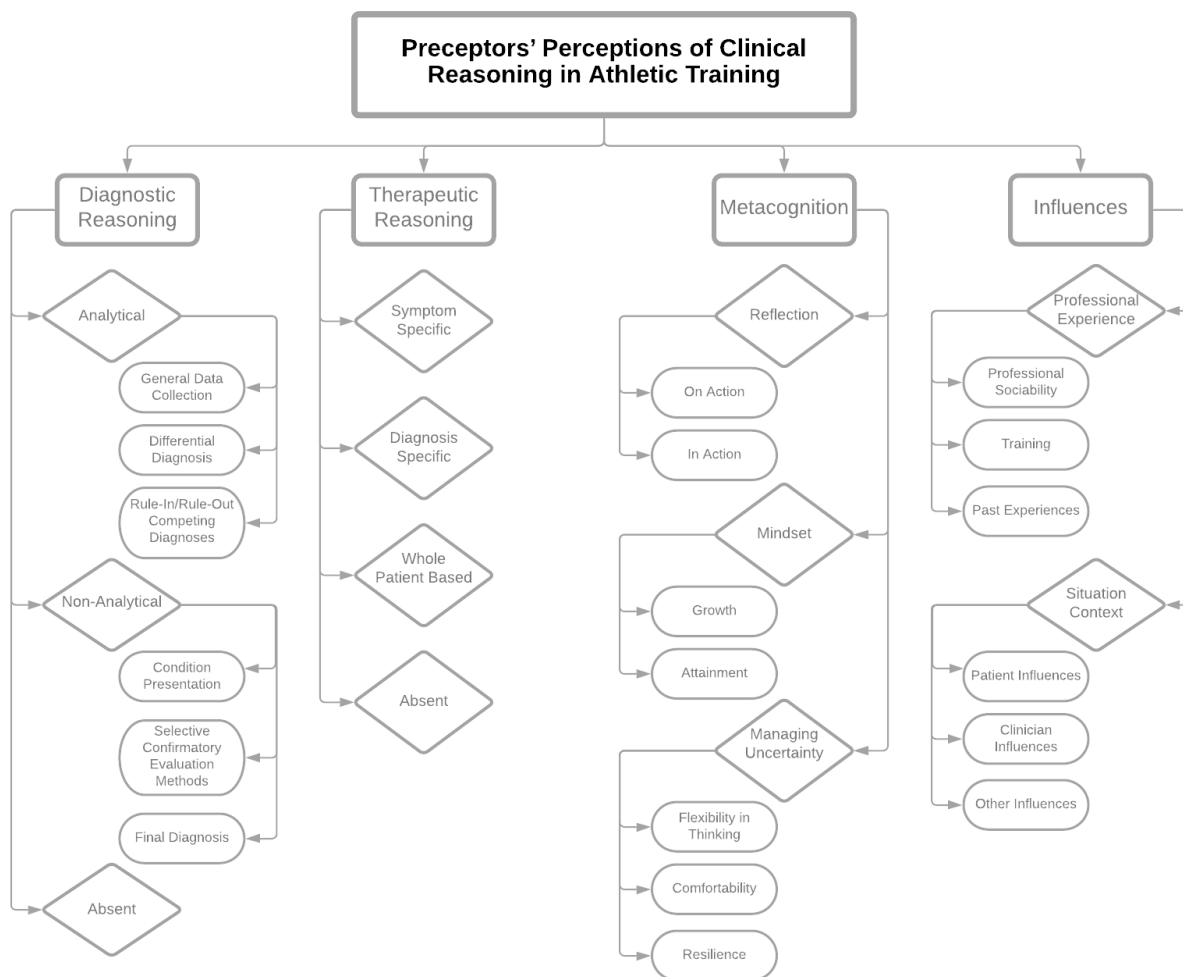 Preceptors’ Perceptions of Clinical
Reasoning in Athletic Training
Diagnostic
Reasoning
Analytical
General Data
Collection
Differential
Diagnosis
Rule-In/Rule-Out
Competing
Diagnoses
Non-Analytical
Condition
Presentation
Selective
Confirmatory
Evaluation
Methods
Final Diagnosis
Absent
Therapeutic
Reasoning
Symptom
Specific
Diagnosis
Specific
Whole
Patient Based
Absent
Metacognition
Reflection
On Action
In Action
Mindset
Growth
Attainment
Managing
Uncertainty
Flexibility in
Thinking
Comfortability
Resilience
Influences
Professional
Experience
Professional
Sociability
Training
Past Experiences
Situation
Context
Patient Influences
Clinician
Influences
Other Influences